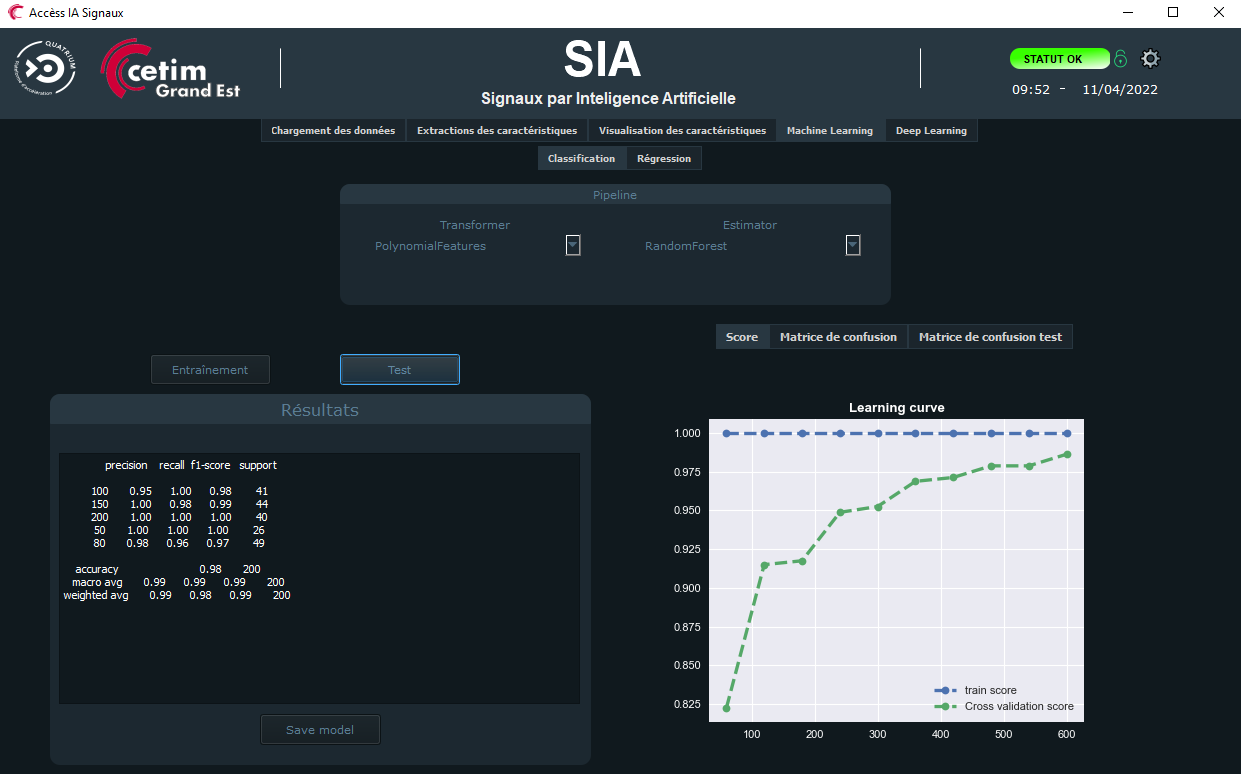 Accèss IA Signaux
QUATRIUM
cetim
Grand Est
SIA
Signaux par Inteligence Artificielle
STATUT OK
09:52 - 11/04/2022
Chargement des données Extractions des caractéristiques Visualisation des caractéristiques Machine Learning Deep Learning
Classification Régression
Pipeline
Transformer Estimator
PolynomialFeatures RandomForest
Score Matrice de confusion Matrice de confusion test
Entraînement Test
Résultats
precision recall f1-score support
100 0.95 1.00 0.98 41
150 1.00 0.98 0.99 44
200 1.00 1.00 1.00 40
50 1.00 1.00 1.00 26
80 0.98 0.96 0.97 49
accuracy 0.98 200
macro avg 0.99 0.99 0.99 200
weighted avg 0.99 0.98 0.99 200
Save model
Learning curve
1.000
0.975
0.950
0.925
0.900
0.875
0.850
0.825
train score
Cross validation score
100 200 300 400 500 600